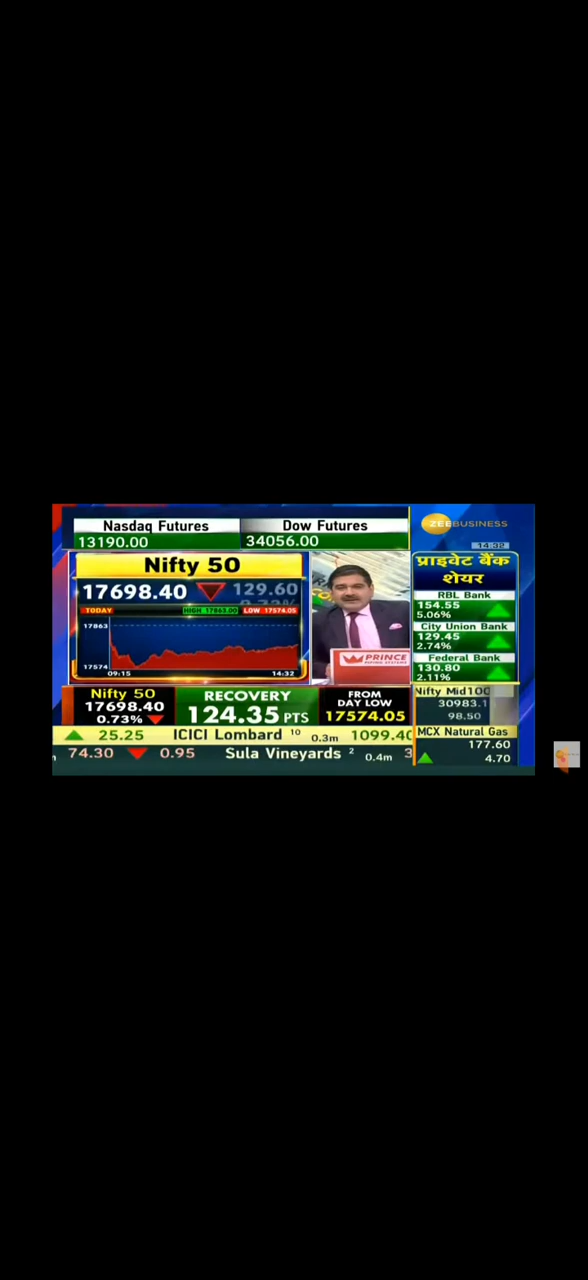 Nasdaq Futures
13190.00
Dow Futures
34056.00
ZEEBUSINESS
14:32
Nifty 50
17698.40 129.60
TODAY HIGH 17863.00 LOW 17574.05
17863
17574
09:15 14:32
PRINCE
PIPING SYSTEMS
प्राइवेट बैंक
शेयर
RBL Bank
154.55
5.06%
City Union Bank
129.45
2.74%
Federal Bank
130.80
2.11%
Nifty 50
17698.40
0.73%
RECOVERY
124.35 PTS
FROM
DAY LOW
17574.05
Nifty Mid100
30983.1
98.50
25.25 ICICI Lombard 10 0.3m 1099.40
74.30 0.95 Sula Vineyards 2 0.4m 3
MCX Natural Gas
177.60
4.70